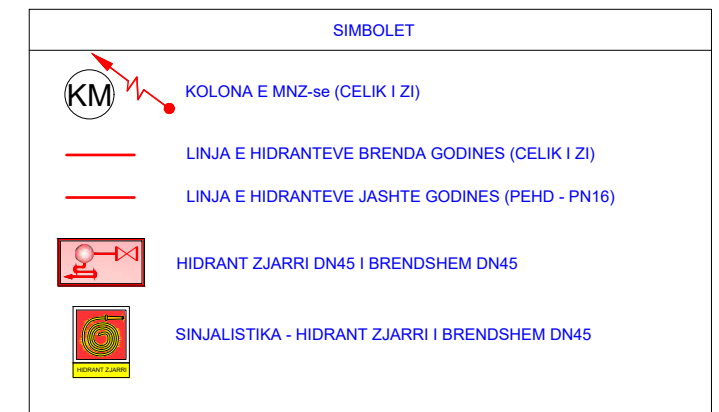 SIMBOLET
KM
KOLONA E MNZ-se (CELIK I ZI)
LINJA E HIDRANTEVE BRENDA GODINES (CELIK I ZI)
LINJA E HIDRANTEVE JASHTE GODINES (PEHD - PN16)
HIDRANT ZJARRI DN45 I BRENDSHEM DN45
SINJALISTIKA - HIDRANT ZJARRI I BRENDSHEM DN45
HIDRANT ZJARRI